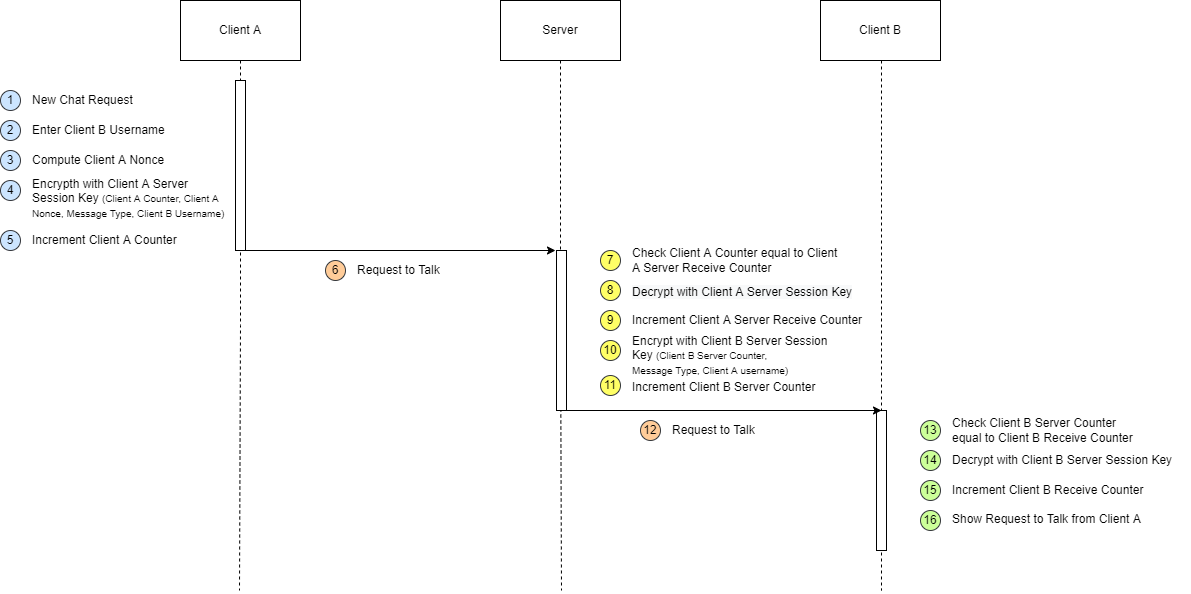 Client A
Server
Client B
1 New Chat Request
2 Enter Client B Username
3 Compute Client A Nonce
4 Encrypth with Client A Server
Session Key (Client A Counter, Client A
Nonce, Message Type, Client B Username)
5 Increment Client A Counter
6 Request to Talk
7 Check Client A Counter equal to Client
A Server Receive Counter
8 Decrypt with Client A Server Session Key
9 Increment Client A Server Receive Counter
10 Encrypt with Client B Server Session
Key (Client B Server Counter,
Message Type, Client A username)
11 Increment Client B Server Counter
12 Request to Talk
13 Check Client B Server Counter
equal to Client B Receive Counter
14 Decrypt with Client B Server Session Key
15 Increment Client B Receive Counter
16 Show Request to Talk from Client A